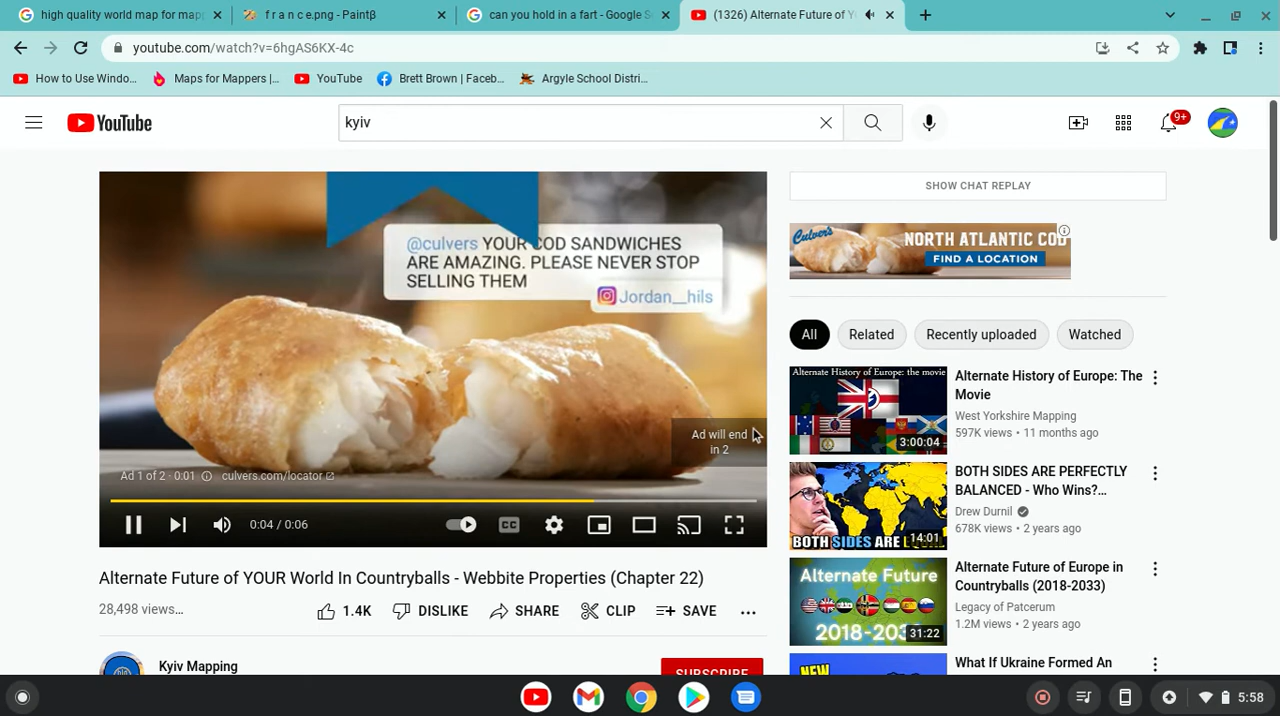 high quality world map for mapp
f r a n c e.png - Paintβ
can you hold in a fart - Google Se
(1326) Alternate Future of Y
youtube.com/watch?v=6hgAS6KX-4c
How to Use Windo...
Maps for Mappers |...
YouTube
Brett Brown | Faceb...
Argyle School Distri...
YouTube
kyiv
9+
@culvers YOUR COD SANDWICHES
ARE AMAZING. PLEASE NEVER STOP
SELLING THEM
Jordan__hils
Ad will end
in 2
Ad 1 of 2 · 0:01
culvers.com/locator
0:04 / 0:06
CC
SHOW CHAT REPLAY
Culver's
NORTH ATLANTIC COD
FIND A LOCATION
All
Related
Recently uploaded
Watched
Alternate History of Europe: the movie
3:00:04
Alternate History of Europe: The
Movie
West Yorkshire Mapping
597K views • 11 months ago
BOTH SIDES ARE EQUAL
14:01
BOTH SIDES ARE PERFECTLY
BALANCED - Who Wins?...
Drew Durnil
678K views • 2 years ago
Alternate Future
2018-203
31:22
Alternate Future of Europe in
Countryballs (2018-2033)
Legacy of Patcerum
1.2M views • 2 years ago
NEW
What If Ukraine Formed An
Alternate Future of YOUR World In Countryballs - Webbite Properties (Chapter 22)
28,498 views...
1.4K
DISLIKE
SHARE
CLIP
SAVE
Kyiv Mapping
SUBSCRIBE
5:58